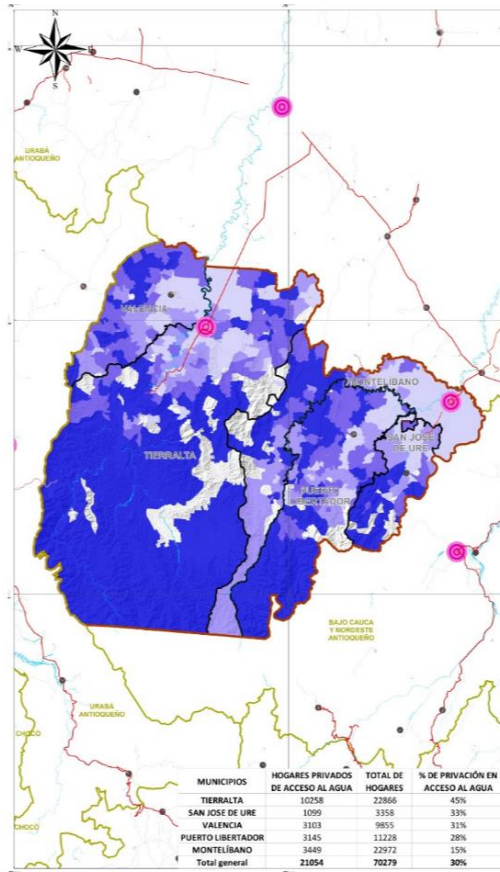 N
W E
S
URABÁ
ANTIOQUEÑO
VALENCIA
MONTELIBANO
SAN JOSE
DE URE
TIERRALTA
PUERTO
LIBERTADOR
BAJO CAUCA
Y NORDESTE
ANTIOQUEÑO
URABÁ
ANTIOQUEÑO
CHOCO
CHOCO
MUNICIPIOS HOGARES PRIVADOS DE ACCESO AL AGUA TOTAL DE HOGARES % DE PRIVACIÓN EN ACCESO AL AGUA
TIERRALTA 10258 22866 45%
SAN JOSE DE URE 1099 3358 33%
VALENCIA 3103 9855 31%
PUERTO LIBERTADOR 3145 11228 28%
MONTELÍBANO 3449 22972 15%
Total general 21054 70279 30%